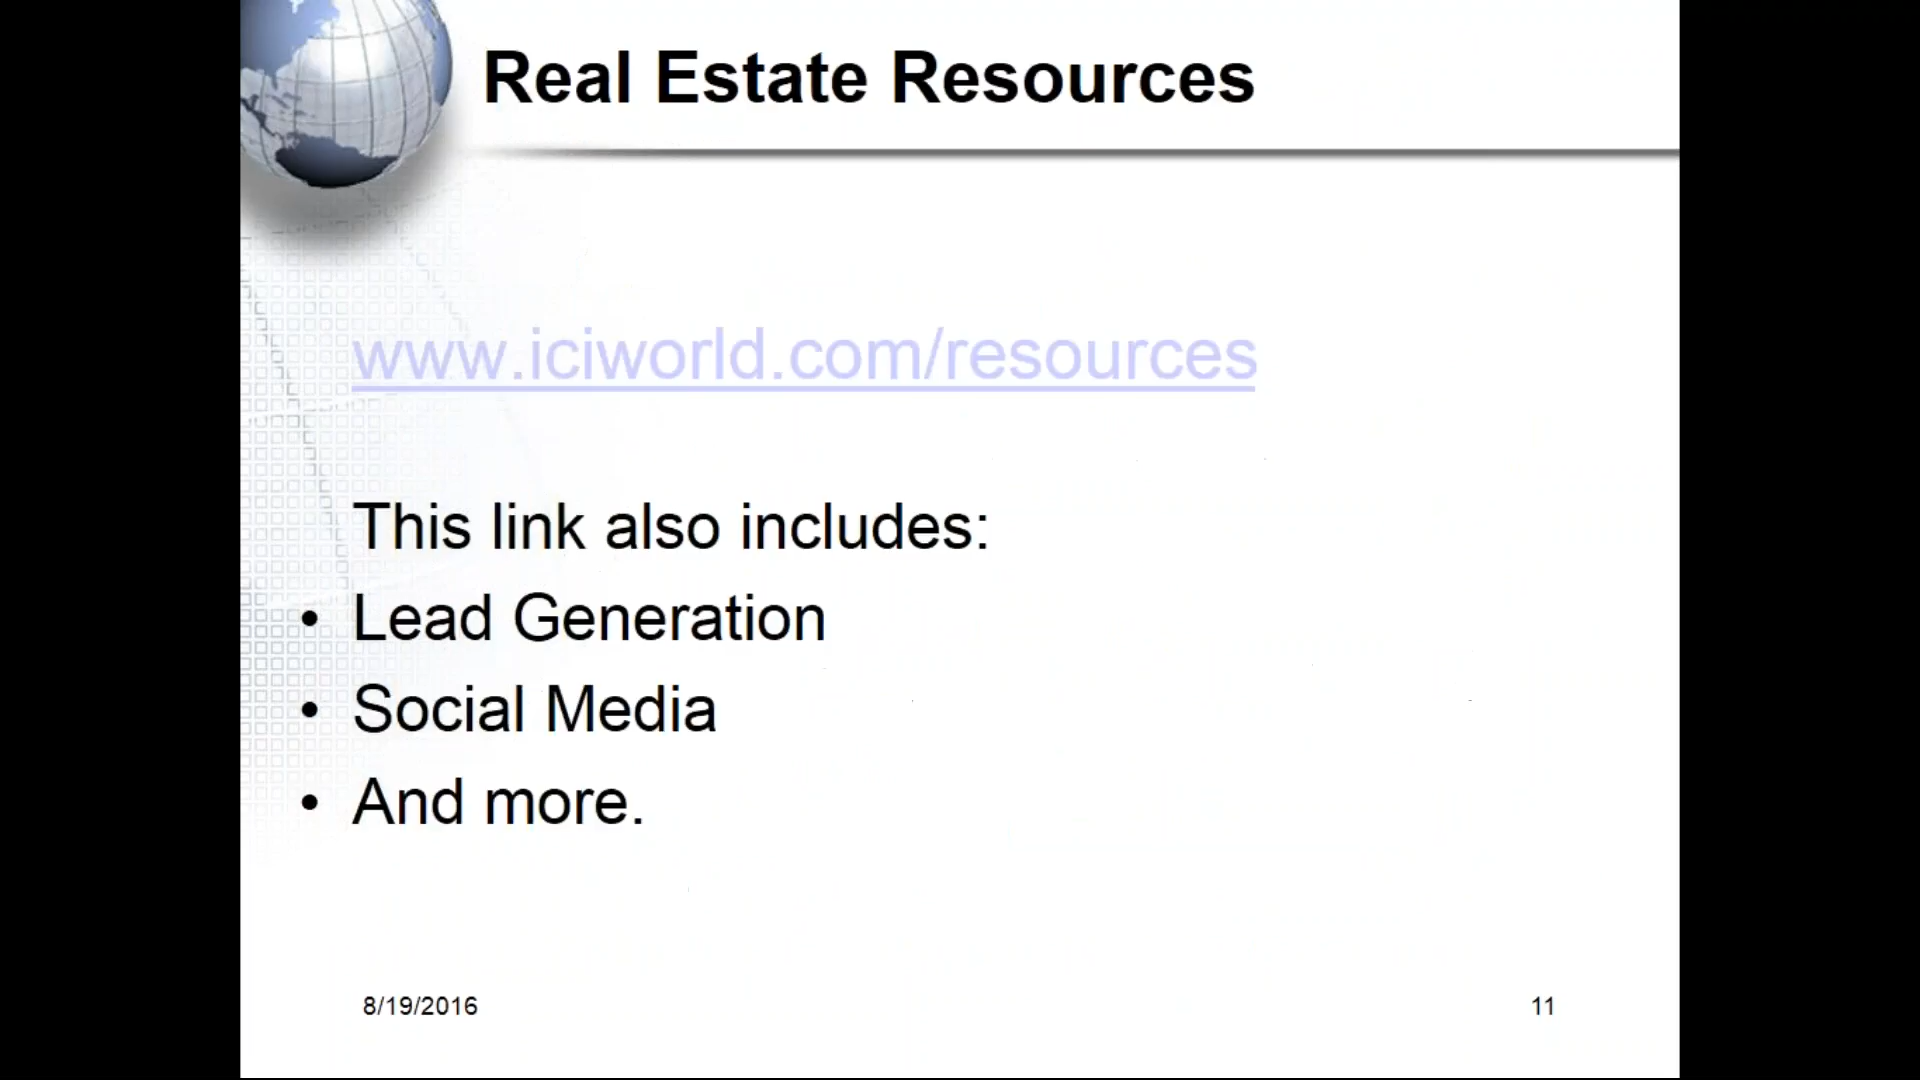 Real Estate Resources
www.iciworld.com/resources
This link also includes:
• Lead Generation
• Social Media
• And more.
8/19/2016
11